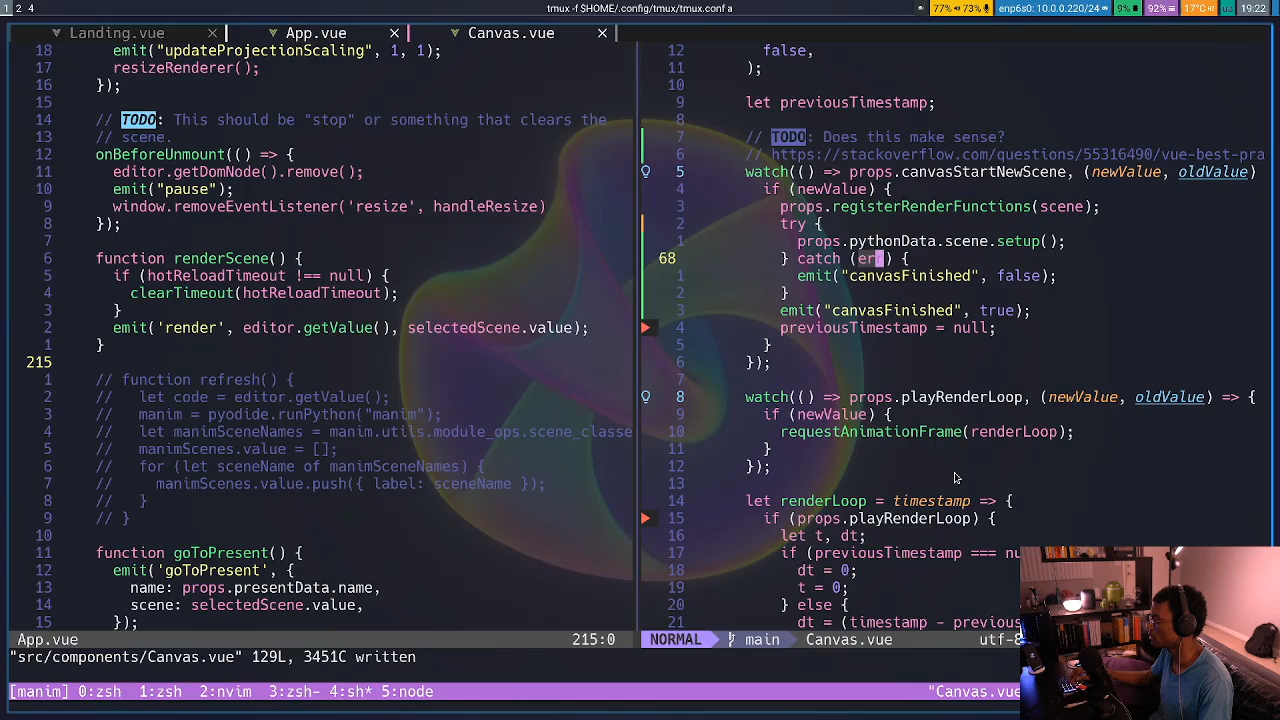 1 2 4 tmux -f $HOME/.config/tmux/tmux.conf a 77% 73% enp6s0: 10.0.0.220/24 9% 92% 17°C us 19:22
Landing.vue App.vue Canvas.vue
18 emit("updateProjectionScaling", 1, 1);
17 resizeRenderer();
16 });
15
14 // TODO: This should be "stop" or something that clears the
13 // scene.
12 onBeforeUnmount(() => {
11 editor.getDomNode().remove();
10 emit("pause");
9 window.removeEventListener('resize', handleResize)
8 });
7
6 function renderScene() {
5 if (hotReloadTimeout !== null) {
4 clearTimeout(hotReloadTimeout);
3 }
2 emit('render', editor.getValue(), selectedScene.value);
1 }
215
1 // function refresh() {
2 // let code = editor.getValue();
3 // manim = pyodide.runPython("manim");
4 // let manimSceneNames = manim.utils.module_ops.scene_classe
5 // manimScenes.value = [];
6 // for (let sceneName of manimSceneNames) {
7 // manimScenes.value.push({ label: sceneName });
8 // }
9 // }
10
11 function goToPresent() {
12 emit('goToPresent', {
13 name: props.presentData.name,
14 scene: selectedScene.value,
15 });
App.vue 215:0
12 false,
11 );
10
9 let previousTimestamp;
8
7 // TODO: Does this make sense?
6 // https://stackoverflow.com/questions/55316490/vue-best-pra
5 watch(() => props.canvasStartNewScene, (newValue, oldValue)
4 if (newValue) {
3 props.registerRenderFunctions(scene);
2 try {
1 props.pythonData.scene.setup();
68 } catch (err) {
1 emit("canvasFinished", false);
2 }
3 emit("canvasFinished", true);
4 previousTimestamp = null;
5 }
6 });
7
8 watch(() => props.playRenderLoop, (newValue, oldValue) => {
9 if (newValue) {
10 requestAnimationFrame(renderLoop);
11 }
12 });
13
14 let renderLoop = timestamp => {
15 if (props.playRenderLoop) {
16 let t, dt;
17 if (previousTimestamp === nu
18 dt = 0;
19 t = 0;
20 } else {
21 dt = (timestamp - previous
NORMAL main Canvas.vue utf-8
"src/components/Canvas.vue" 129L, 3451C written
[manim] 0:zsh 1:zsh 2:nvim 3:zsh- 4:sh* 5:node "Canvas.vue